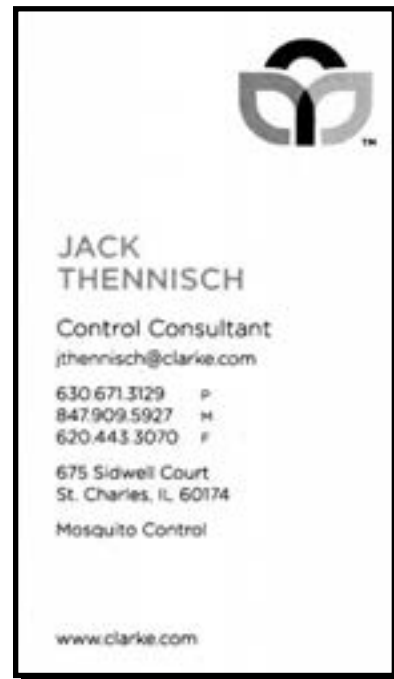 TM
JACK
THENNISCH
Control Consultant
jthennisch@clarke.com
630.671.3129 P
847.909.5927 M
620.443.3070 F
675 Sidwell Court
St. Charles, IL 60174
Mosquito Control
www.clarke.com